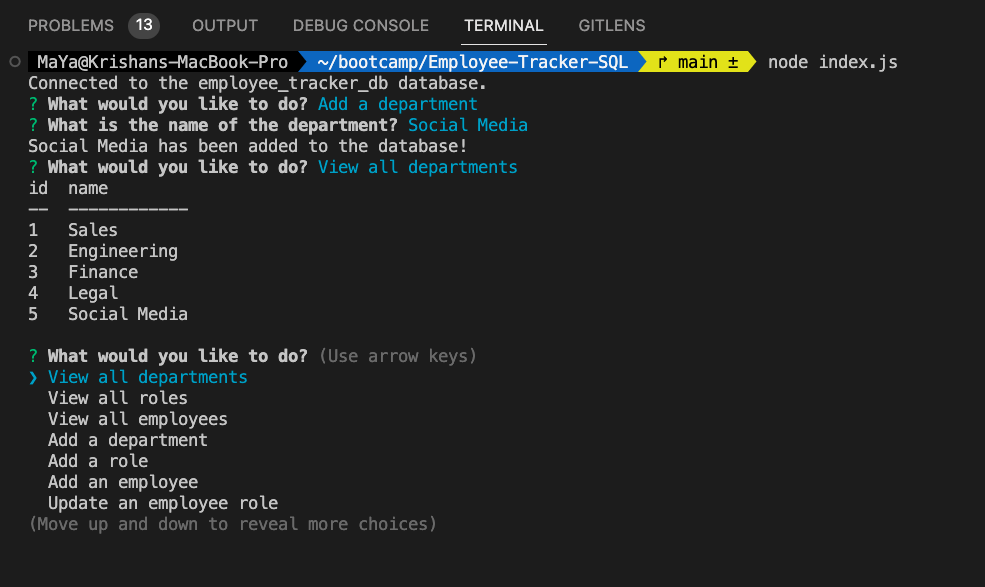 PROBLEMS 13 OUTPUT DEBUG CONSOLE TERMINAL GITLENS
MaYa@Krishans-MacBook-Pro ~/bootcamp/Employee-Tracker-SQL main ± node index.js
Connected to the employee_tracker_db database.
? What would you like to do? Add a department
? What is the name of the department? Social Media
Social Media has been added to the database!
? What would you like to do? View all departments
id name
-- ------------
1 Sales
2 Engineering
3 Finance
4 Legal
5 Social Media
? What would you like to do? (Use arrow keys)
❯ View all departments
View all roles
View all employees
Add a department
Add a role
Add an employee
Update an employee role
(Move up and down to reveal more choices)